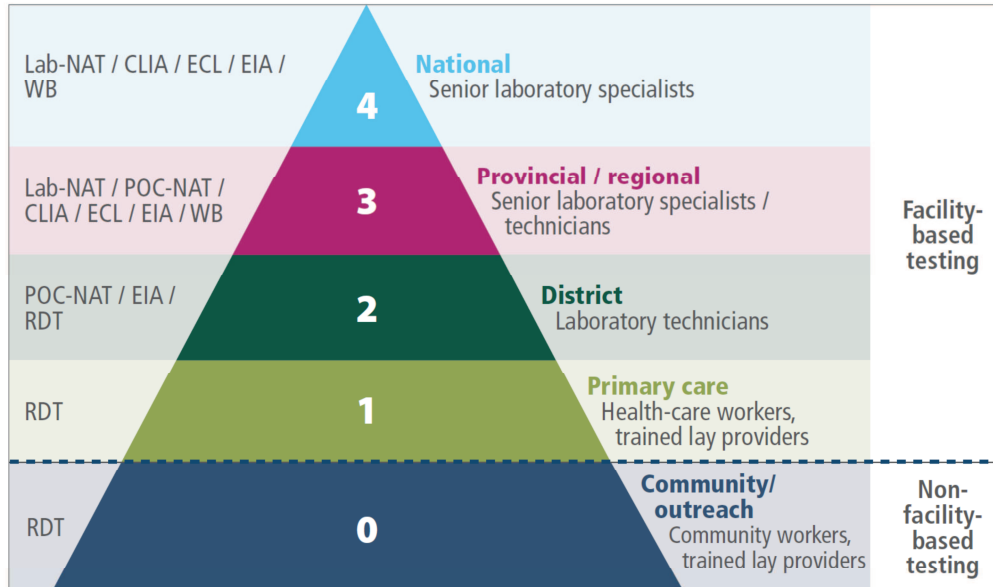 Lab-NAT / CLIA / ECL / EIA /
WB
4
National
Senior laboratory specialists
Lab-NAT / POC-NAT /
CLIA / ECL / EIA / WB
3
Provincial / regional
Senior laboratory specialists /
technicians
POC-NAT / EIA /
RDT
2
District
Laboratory technicians
RDT
1
Primary care
Health-care workers,
trained lay providers
Facility-
based
testing
RDT
0
Community/
outreach
Community workers,
trained lay providers
Non-
facility-
based
testing